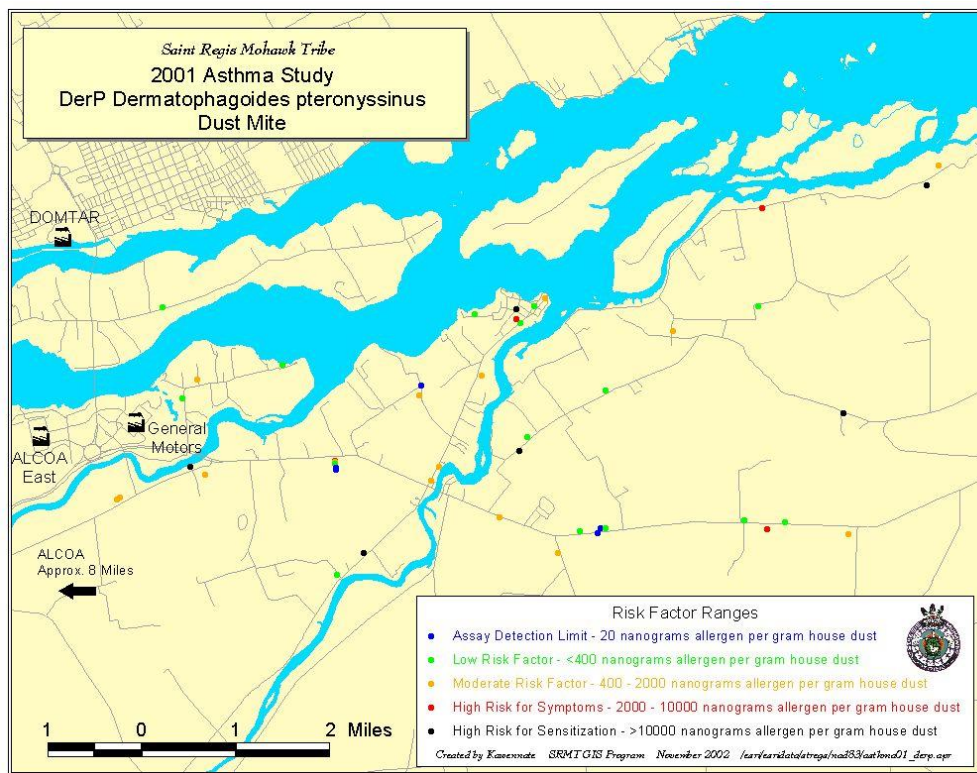 Saint Regis Mohawk Tribe
2001 Asthma Study
DerP Dermatophagoides pteronyssinus
Dust Mite
DOMTAR
General
Motors
ALCOA
East
ALCOA
Approx. 8 Miles
Risk Factor Ranges
Assay Detection Limit - 20 nanograms allergen per gram house dust
Low Risk Factor - <400 nanograms allergen per gram house dust
Moderate Risk Factor - 400 - 2000 nanograms allergen per gram house dust
High Risk for Symptoms - 2000 - 10000 nanograms allergen per gram house dust
High Risk for Sensitization - >10000 nanograms allergen per gram house dust
1 0 1 2 Miles
Created by Kasennate SRMT GIS Program November 2002